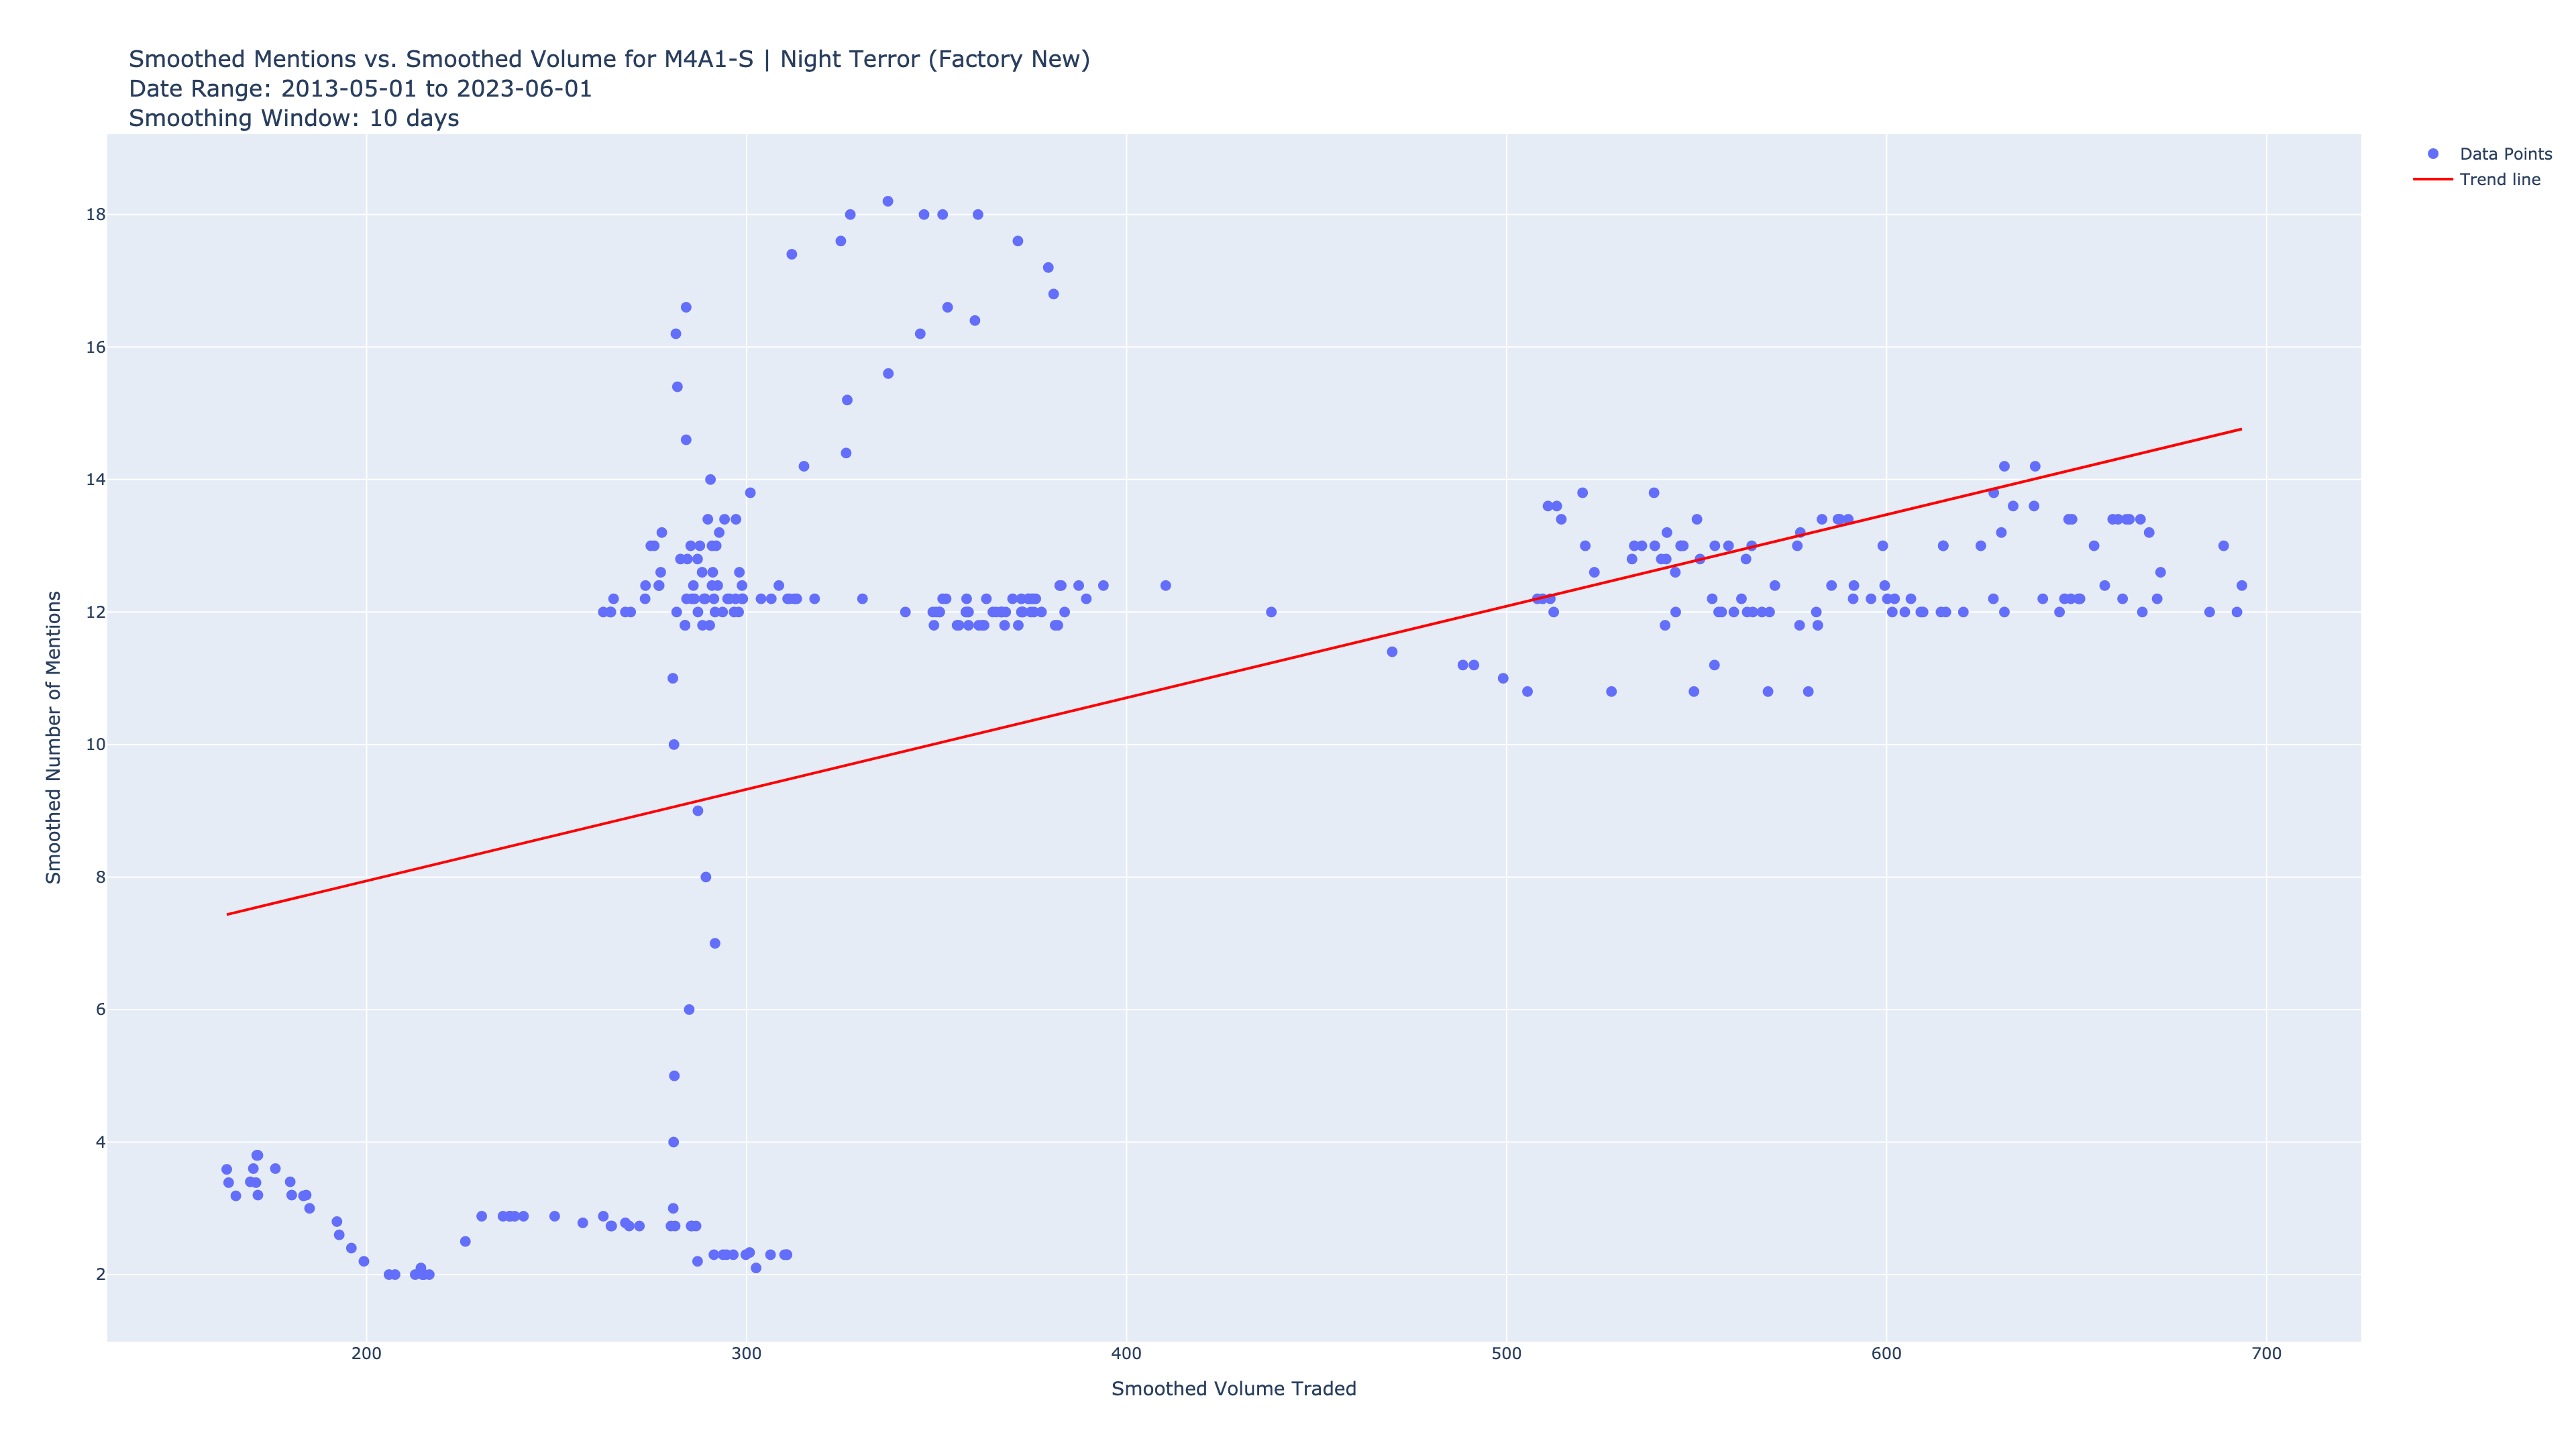 Smoothed Mentions vs. Smoothed Volume for M4A1-S | Night Terror (Factory New)
Date Range: 2013-05-01 to 2023-06-01
Smoothing Window: 10 days
Data Points
Trend line
18
16
14
12
10
8
6
4
2
Smoothed Number of Mentions
200
300
400
500
600
700
Smoothed Volume Traded